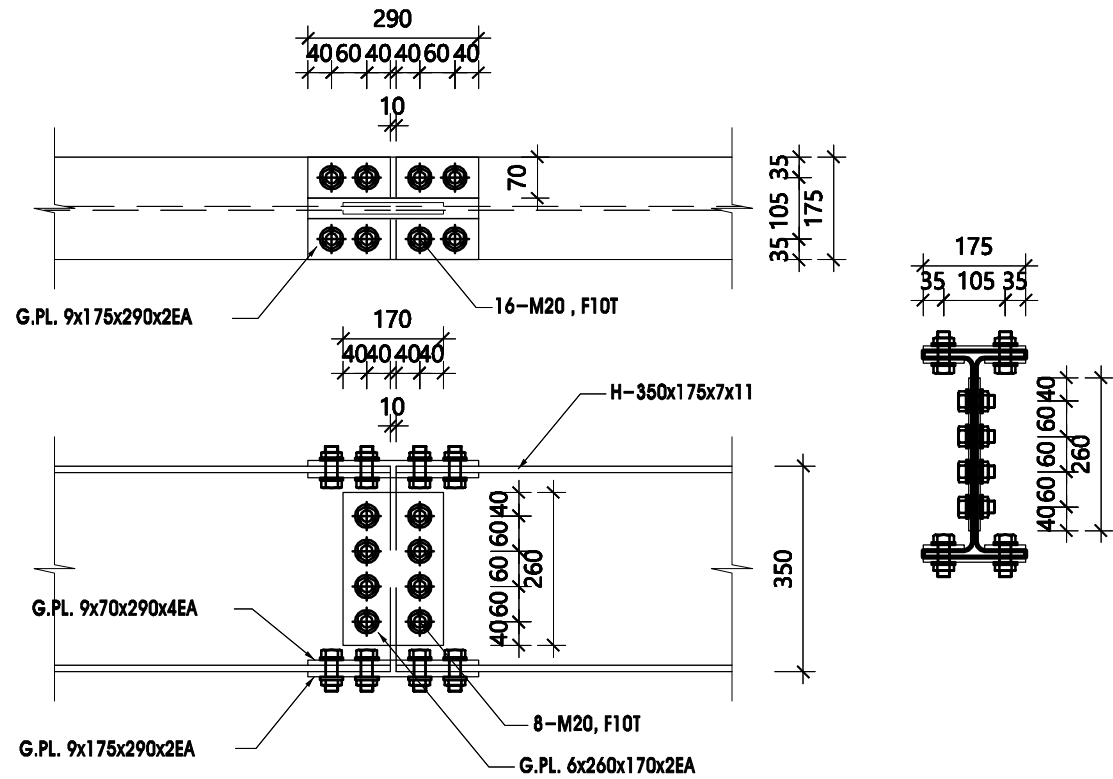 290
40 60 40 40 60 40
10
70
35
105
35
175
G.PL. 9x175x290x2EA
16-M20 , F10T
170
40 40 40 40
10
H-350x175x7x11
40
60
60
60
40
260
350
G.PL. 9x70x290x4EA
8-M20, F10T
G.PL. 9x175x290x2EA
G.PL. 6x260x170x2EA
175
35 105 35
40
60
60
60
40
260